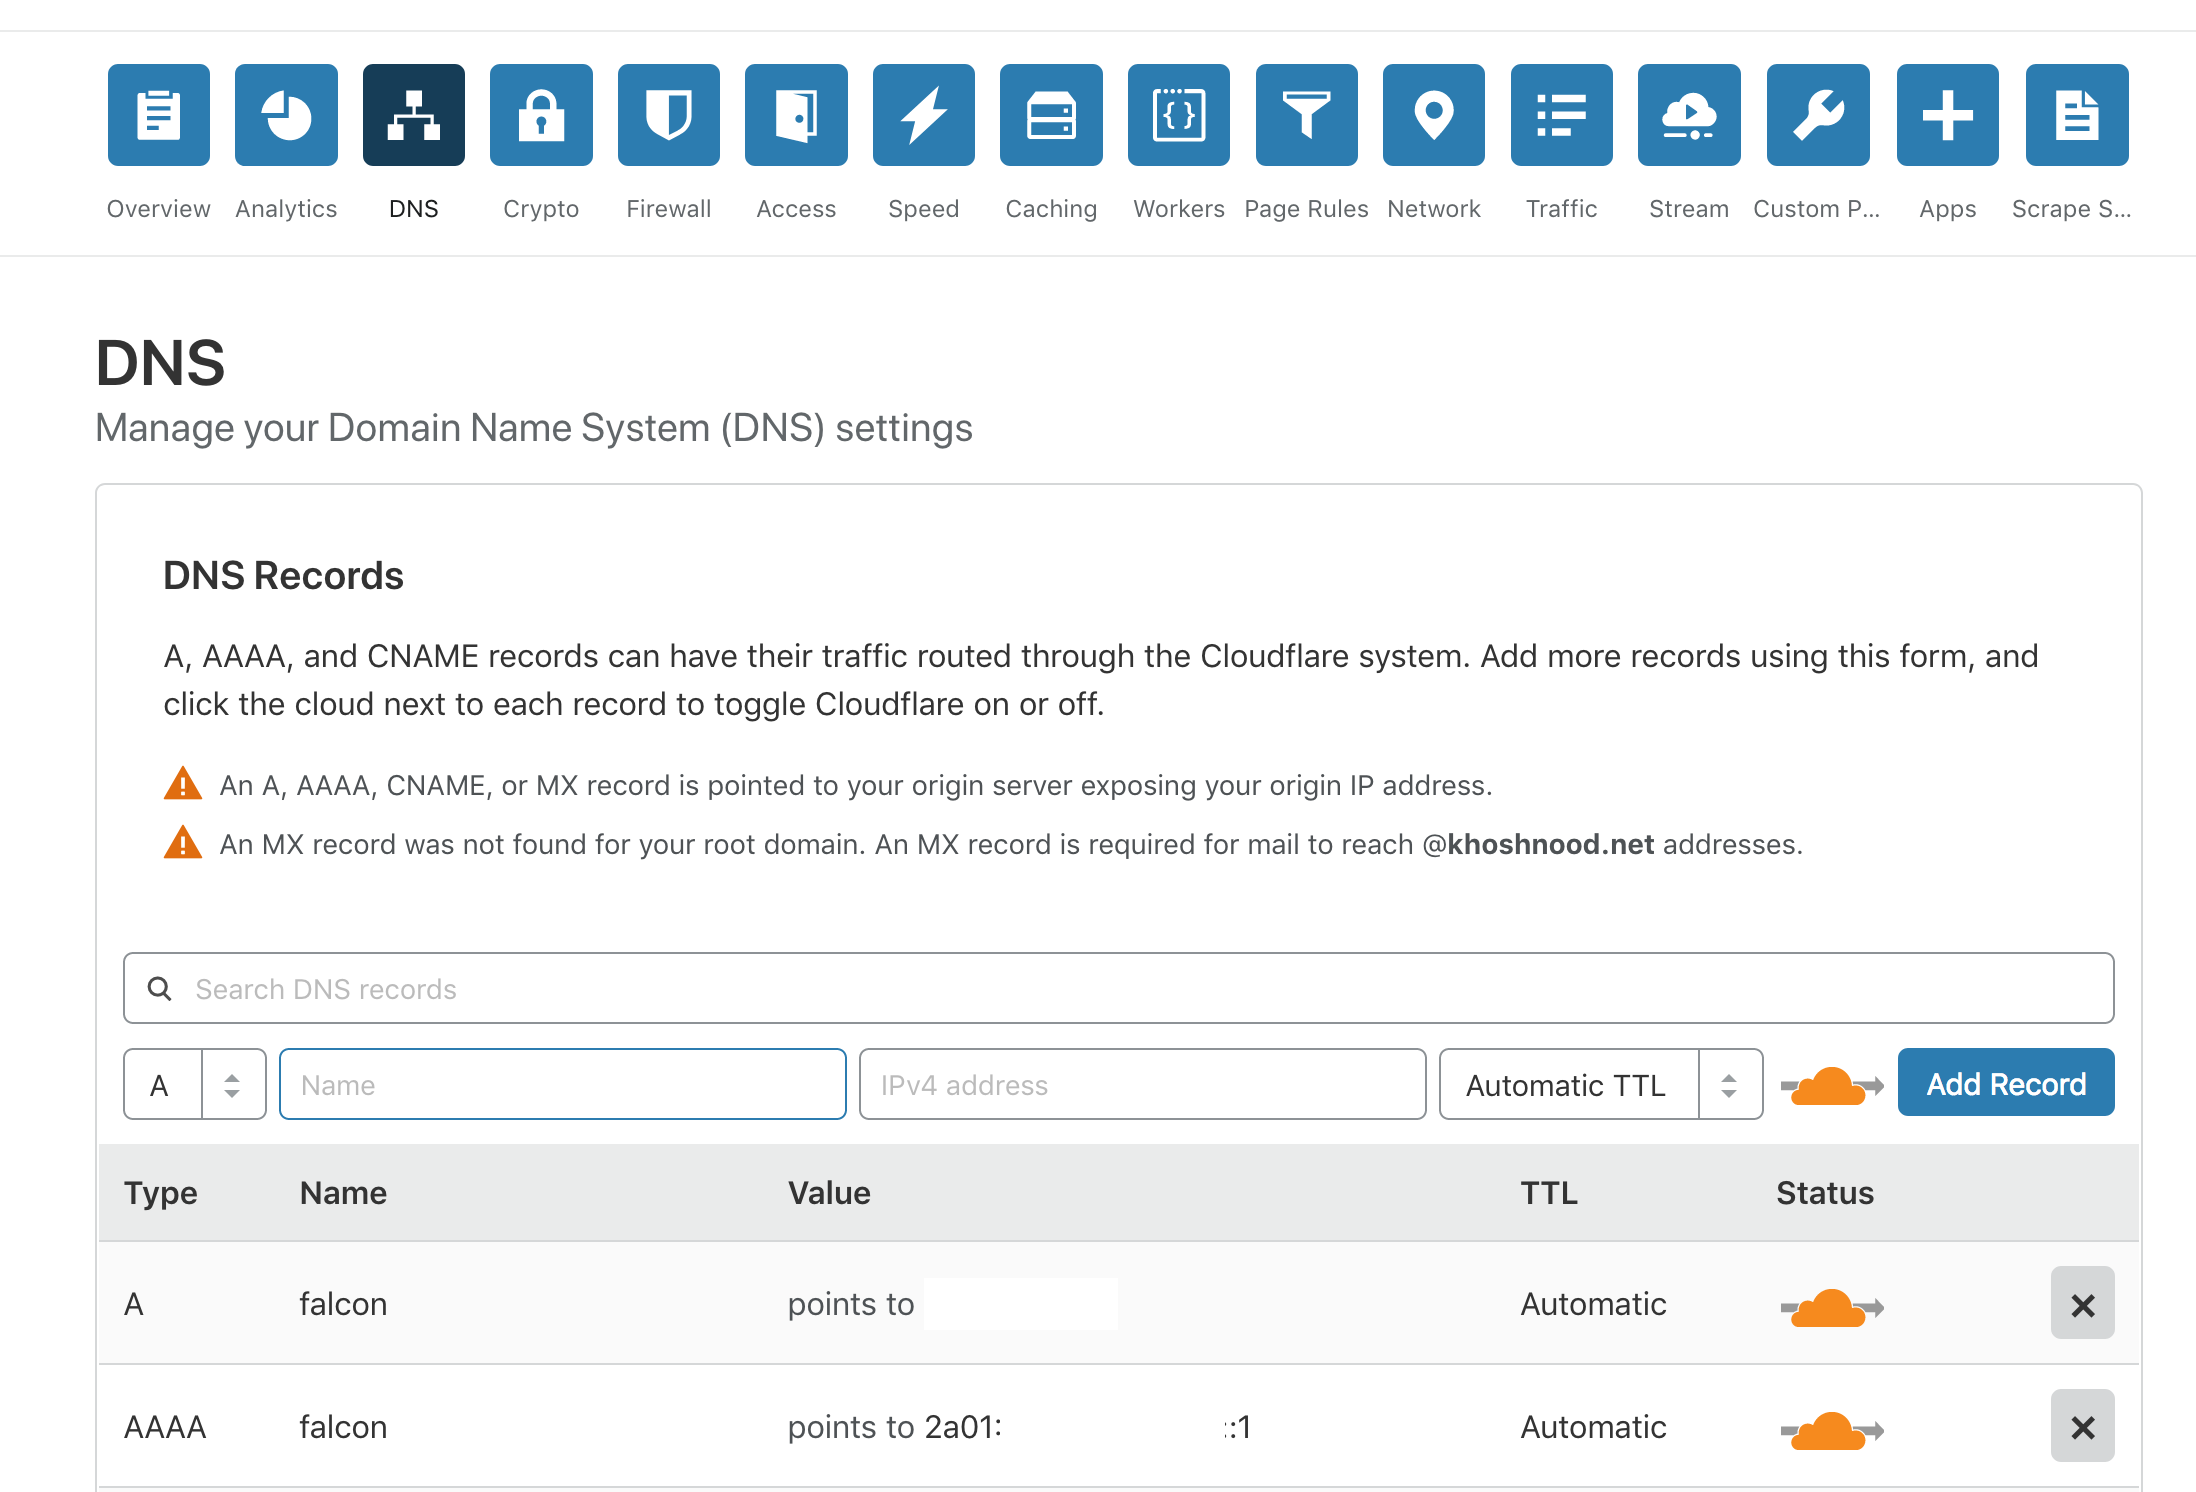 Overview Analytics DNS Crypto Firewall Access Speed Caching Workers Page Rules Network Traffic Stream Custom P... Apps Scrape S...
DNS
Manage your Domain Name System (DNS) settings
DNS Records
A, AAAA, and CNAME records can have their traffic routed through the Cloudflare system. Add more records using this form, and
click the cloud next to each record to toggle Cloudflare on or off.
An A, AAAA, CNAME, or MX record is pointed to your origin server exposing your origin IP address.
An MX record was not found for your root domain. An MX record is required for mail to reach @khoshnood.net addresses.
Search DNS records
A Name IPv4 address Automatic TTL Add Record
Type Name Value TTL Status
A falcon points to Automatic
AAAA falcon points to 2a01: ::1 Automatic